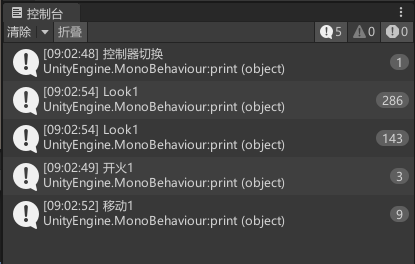 控制台
清除 折叠 5 0 0
[09:02:48] 控制器切换
UnityEngine.MonoBehaviour:print (object)
1
[09:02:54] Look1
UnityEngine.MonoBehaviour:print (object)
286
[09:02:54] Look1
UnityEngine.MonoBehaviour:print (object)
143
[09:02:49] 开火1
UnityEngine.MonoBehaviour:print (object)
3
[09:02:52] 移动1
UnityEngine.MonoBehaviour:print (object)
9